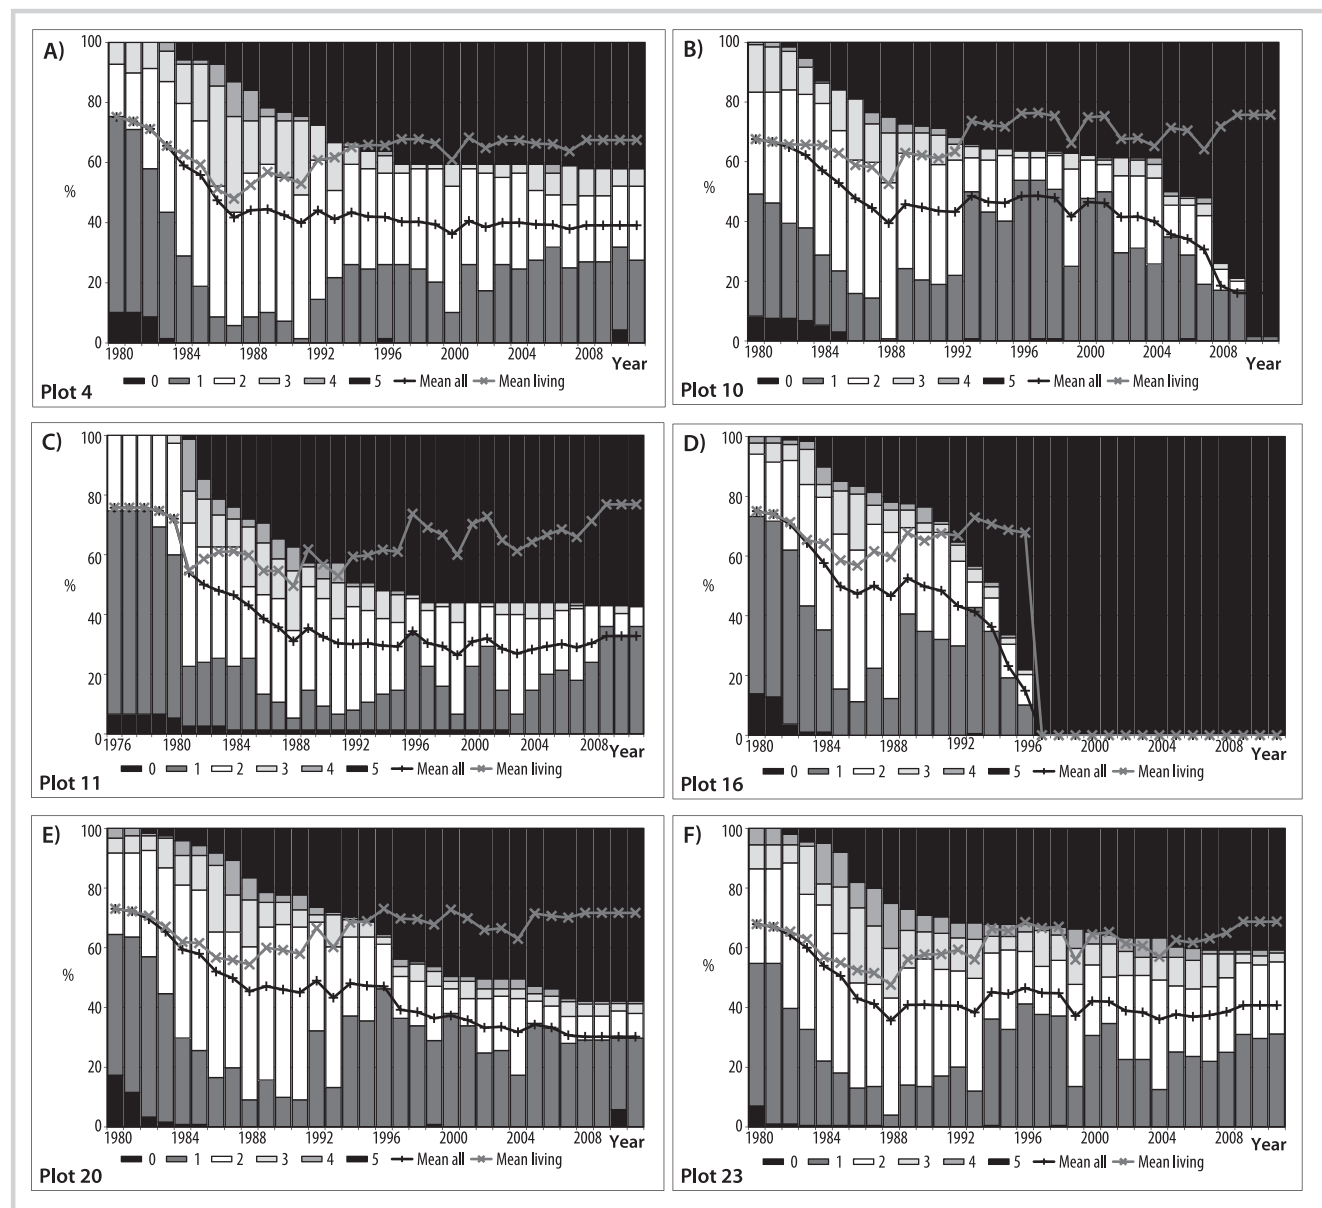 A)
100
80
60
%
40
20
0
1980 1984 1988 1992 1996 2000 2004 2008 Year
0 1 2 3 4 5 Mean all Mean living
Plot 4
B)
100
80
60
%
40
20
0
1980 1984 1988 1992 1996 2000 2004 2008 Year
0 1 2 3 4 5 Mean all Mean living
Plot 10
C)
100
80
60
%
40
20
0
1976 1980 1984 1988 1992 1996 2000 2004 2008 Year
0 1 2 3 4 5 Mean all Mean living
Plot 11
D)
100
80
60
%
40
20
0
1980 1984 1988 1992 1996 2000 2004 2008 Year
0 1 2 3 4 5 Mean all Mean living
Plot 16
E)
100
80
60
%
40
20
0
1980 1984 1988 1992 1996 2000 2004 2008 Year
0 1 2 3 4 5 Mean all Mean living
Plot 20
F)
100
80
60
%
40
20
0
1980 1984 1988 1992 1996 2000 2004 2008 Year
0 1 2 3 4 5 Mean all Mean living
Plot 23